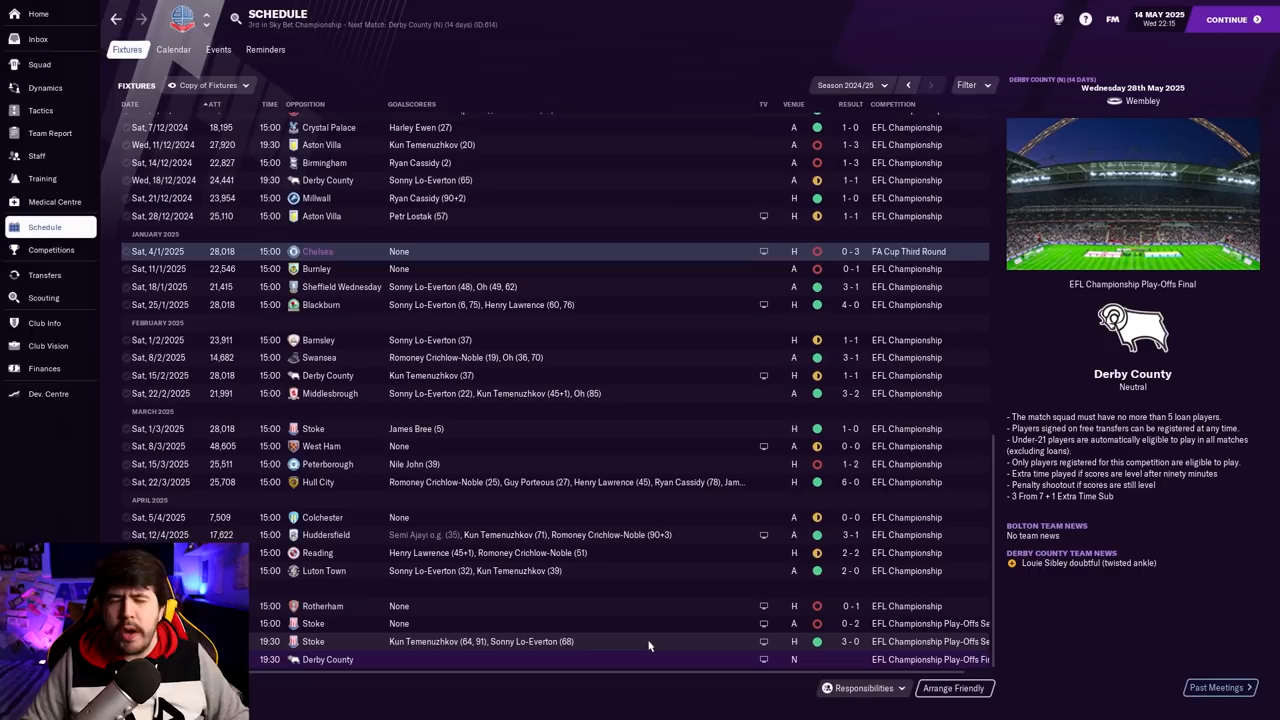 Home
Inbox
Squad
Dynamics
Tactics
Team Report
Staff
Training
Medical Centre
Schedule
Competitions
Transfers
Scouting
Club Info
Club Vision
Finances
Dev. Centre
SCHEDULE
3rd in Sky Bet Championship - Next Match: Derby County (N) (14 days) (ID:614)
FM
14 MAY 2025
Wed 22:15
CONTINUE
Fixtures Calendar Events Reminders
FIXTURES Copy of Fixtures Season 2024/25 Filter
DATE ATT TIME OPPOSITION GOALSCORERS TV VENUE RESULT COMPETITION
Sat, 7/12/2024 18,195 15:00 Crystal Palace Harley Ewen (27) A 1 - 0 EFL Championship
Wed, 11/12/2024 27,920 19:30 Aston Villa Kun Temenuzhkov (20) A 1 - 3 EFL Championship
Sat, 14/12/2024 22,827 15:00 Birmingham Ryan Cassidy (2) A 1 - 3 EFL Championship
Wed, 18/12/2024 24,441 19:30 Derby County Sonny Lo-Everton (65) A 1 - 1 EFL Championship
Sat, 21/12/2024 23,954 15:00 Millwall Ryan Cassidy (90+2) H 1 - 0 EFL Championship
Sat, 28/12/2024 25,110 15:00 Aston Villa Petr Lostak (57) H 1 - 1 EFL Championship
JANUARY 2025
Sat, 4/1/2025 28,018 15:00 Chelsea None H 0 - 3 FA Cup Third Round
Sat, 11/1/2025 22,546 15:00 Burnley None A 0 - 1 EFL Championship
Sat, 18/1/2025 21,415 15:00 Sheffield Wednesday Sonny Lo-Everton (48), Oh (49, 62) A 3 - 1 EFL Championship
Sat, 25/1/2025 28,018 15:00 Blackburn Sonny Lo-Everton (6, 75), Henry Lawrence (60, 76) H 4 - 0 EFL Championship
FEBRUARY 2025
Sat, 1/2/2025 23,911 15:00 Barnsley Sonny Lo-Everton (37) H 1 - 1 EFL Championship
Sat, 8/2/2025 14,682 15:00 Swansea Romoney Crichlow-Noble (19), Oh (36, 70) A 3 - 1 EFL Championship
Sat, 15/2/2025 28,018 15:00 Derby County Kun Temenuzhkov (37) H 1 - 1 EFL Championship
Sat, 22/2/2025 21,991 15:00 Middlesbrough Sonny Lo-Everton (22), Kun Temenuzhkov (45+1), Oh (85) A 3 - 2 EFL Championship
MARCH 2025
Sat, 1/3/2025 28,018 15:00 Stoke James Bree (5) H 1 - 0 EFL Championship
Sat, 8/3/2025 48,605 15:00 West Ham None A 0 - 0 EFL Championship
Sat, 15/3/2025 25,511 15:00 Peterborough Nile John (39) H 1 - 2 EFL Championship
Sat, 22/3/2025 25,708 15:00 Hull City Romoney Crichlow-Noble (25), Guy Porteous (27), Henry Lawrence (45), Ryan Cassidy (78), Jam... H 6 - 0 EFL Championship
APRIL 2025
Sat, 5/4/2025 7,509 15:00 Colchester None A 0 - 0 EFL Championship
Sat, 12/4/2025 17,622 15:00 Huddersfield Semi Ajayi o.g. (35), Kun Temenuzhkov (71), Romoney Crichlow-Noble (90+3) A 3 - 1 EFL Championship
15:00 Reading Henry Lawrence (45+1), Romoney Crichlow-Noble (51) H 2 - 2 EFL Championship
15:00 Luton Town Sonny Lo-Everton (32), Kun Temenuzhkov (39) A 2 - 0 EFL Championship
15:00 Rotherham None H 0 - 1 EFL Championship
15:00 Stoke None A 0 - 2 EFL Championship Play-Offs Se
19:30 Stoke Kun Temenuzhkov (64, 91), Sonny Lo-Everton (68) H 3 - 0 EFL Championship Play-Offs Se
19:30 Derby County N EFL Championship Play-Offs Fi
Responsibilities Arrange Friendly
DERBY COUNTY (N) (14 DAYS)
Wednesday 28th May 2025
Wembley
EFL Championship Play-Offs Final
Derby County
Neutral
- The match squad must have no more than 5 loan players.
- Players signed on free transfers can be registered at any time.
- Under-21 players are automatically eligible to play in all matches
(excluding loans).
- Only players registered for this competition are eligible to play.
- Extra time played if scores are level after ninety minutes
- Penalty shootout if scores are still level
- 3 From 7 + 1 Extra Time Sub
BOLTON TEAM NEWS
No team news
DERBY COUNTY TEAM NEWS
Louie Sibley doubtful (twisted ankle)
Past Meetings